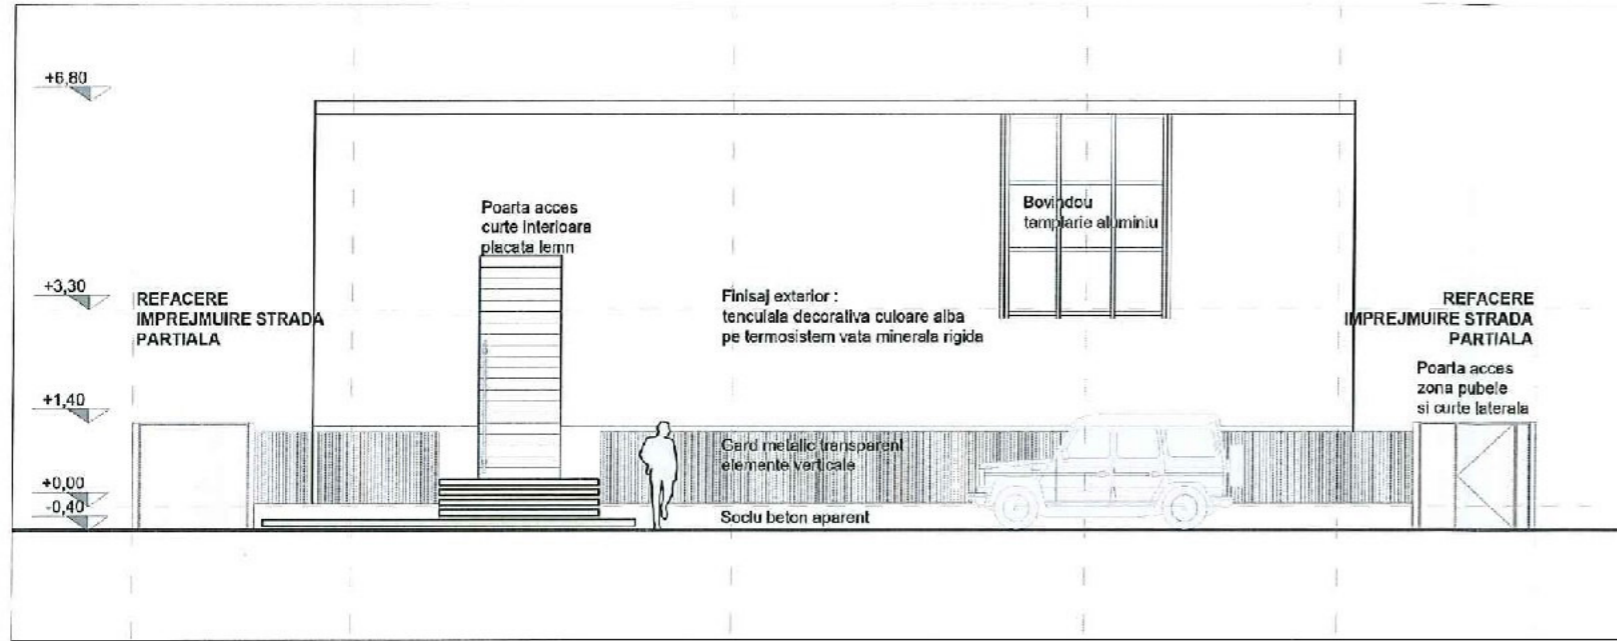 +6,80
Poarta acces
curte interioara
placata lemn
Bovindou
tamplarie aluminiu
+3,30
REFACERE
IMPREJMUIRE STRADA
PARTIALA
Finisaj exterior :
tencuiala decorativa culoare alba
pe termosistem vata minerala rigida
REFACERE
IMPREJMUIRE STRADA
PARTIALA
Poarta acces
zona pubele
si curte laterala
+1,40
Gard metalic transparent
elemente verticale
+0,00
-0,40
Soclu beton aparent